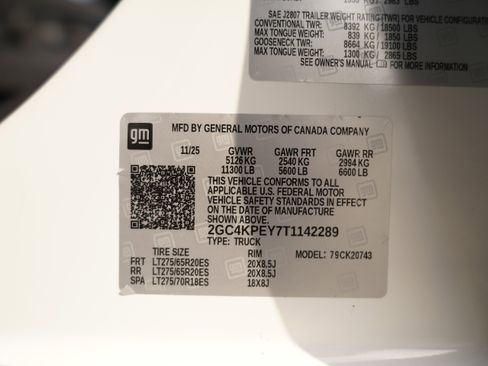 SAE J2807 TRAILER WEIGHT RATING (TWR) FOR VEHICLE CONFIGURA
CONVENTIONAL TWR: 8392 KG / 18500 LBS
MAX TONGUE WEIGHT: 839 KG / 1850 LBS
GOOSENECK TWR: 8664 KG / 19100 LBS
MAX TONGUE WEIGHT: 1300 KG / 2865 LBS
SEE OWNER'S MANUAL FOR
gm
MFD BY GENERAL MOTORS OF CANADA COMPANY
11/25 GVWR GAWR FRT GAWR RR
5126 KG 2540 KG 2994 KG
11300 LB 5600 LB 6600 LB
THIS VEHICLE CONFORMS TO ALL
APPLICABLE U.S. FEDERAL MOTOR
VEHICLE SAFETY STANDARDS IN EFFECT
ON THE DATE OF MANUFACTURE
SHOWN ABOVE.
2GC4KPEY7T1142289
TYPE: TRUCK
TIRE SIZE RIM MODEL: 79CK20743
FRT LT275/65R20ES 20X8.5J
RR LT275/65R20ES 20X8.5J
SPA LT275/70R18ES 18X8J